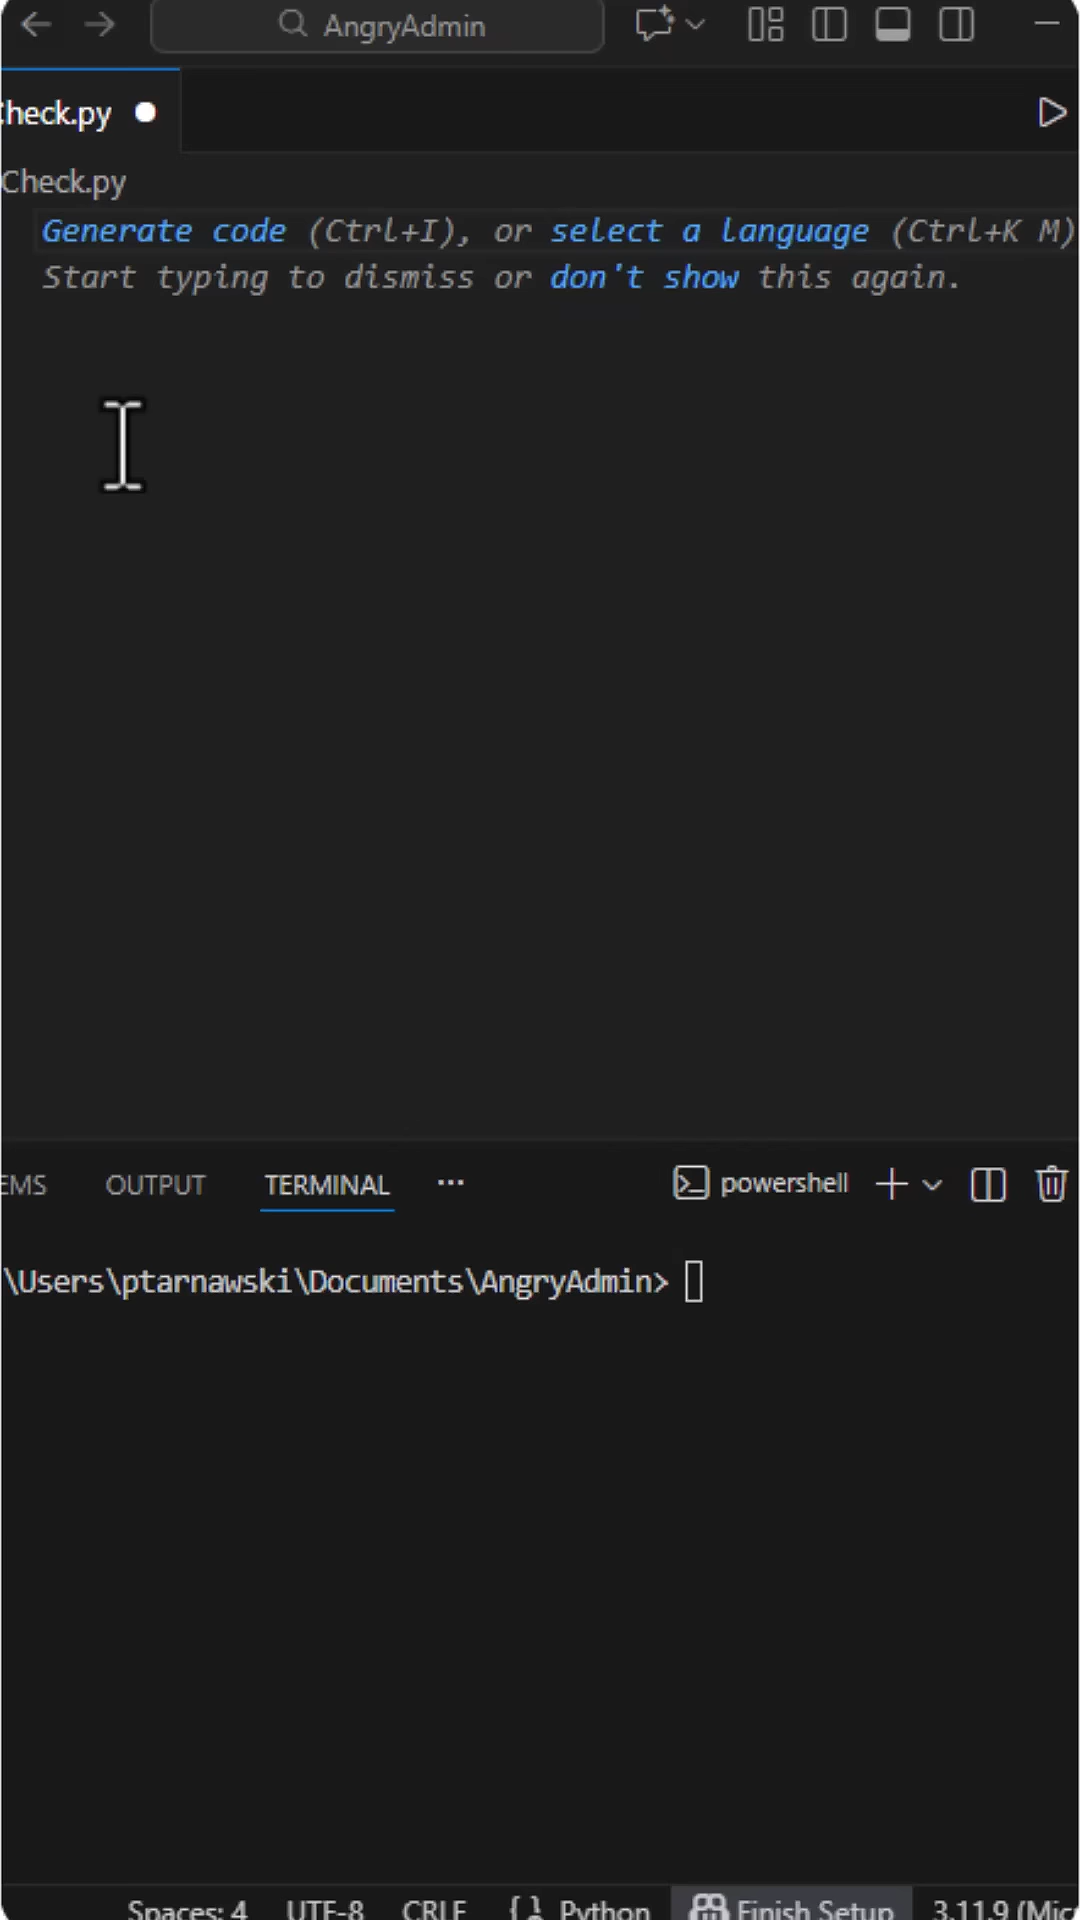 AngryAdmin
Check.py
Check.py
Generate code (Ctrl+I), or select a language (Ctrl+K M)
Start typing to dismiss or don't show this again.
EMS OUTPUT TERMINAL ··· powershell
\Users\ptarnawski\Documents\AngryAdmin>
Spaces: 4 UTF-8 CRLF {} Python Finish Setup 3.11.9 (Mic